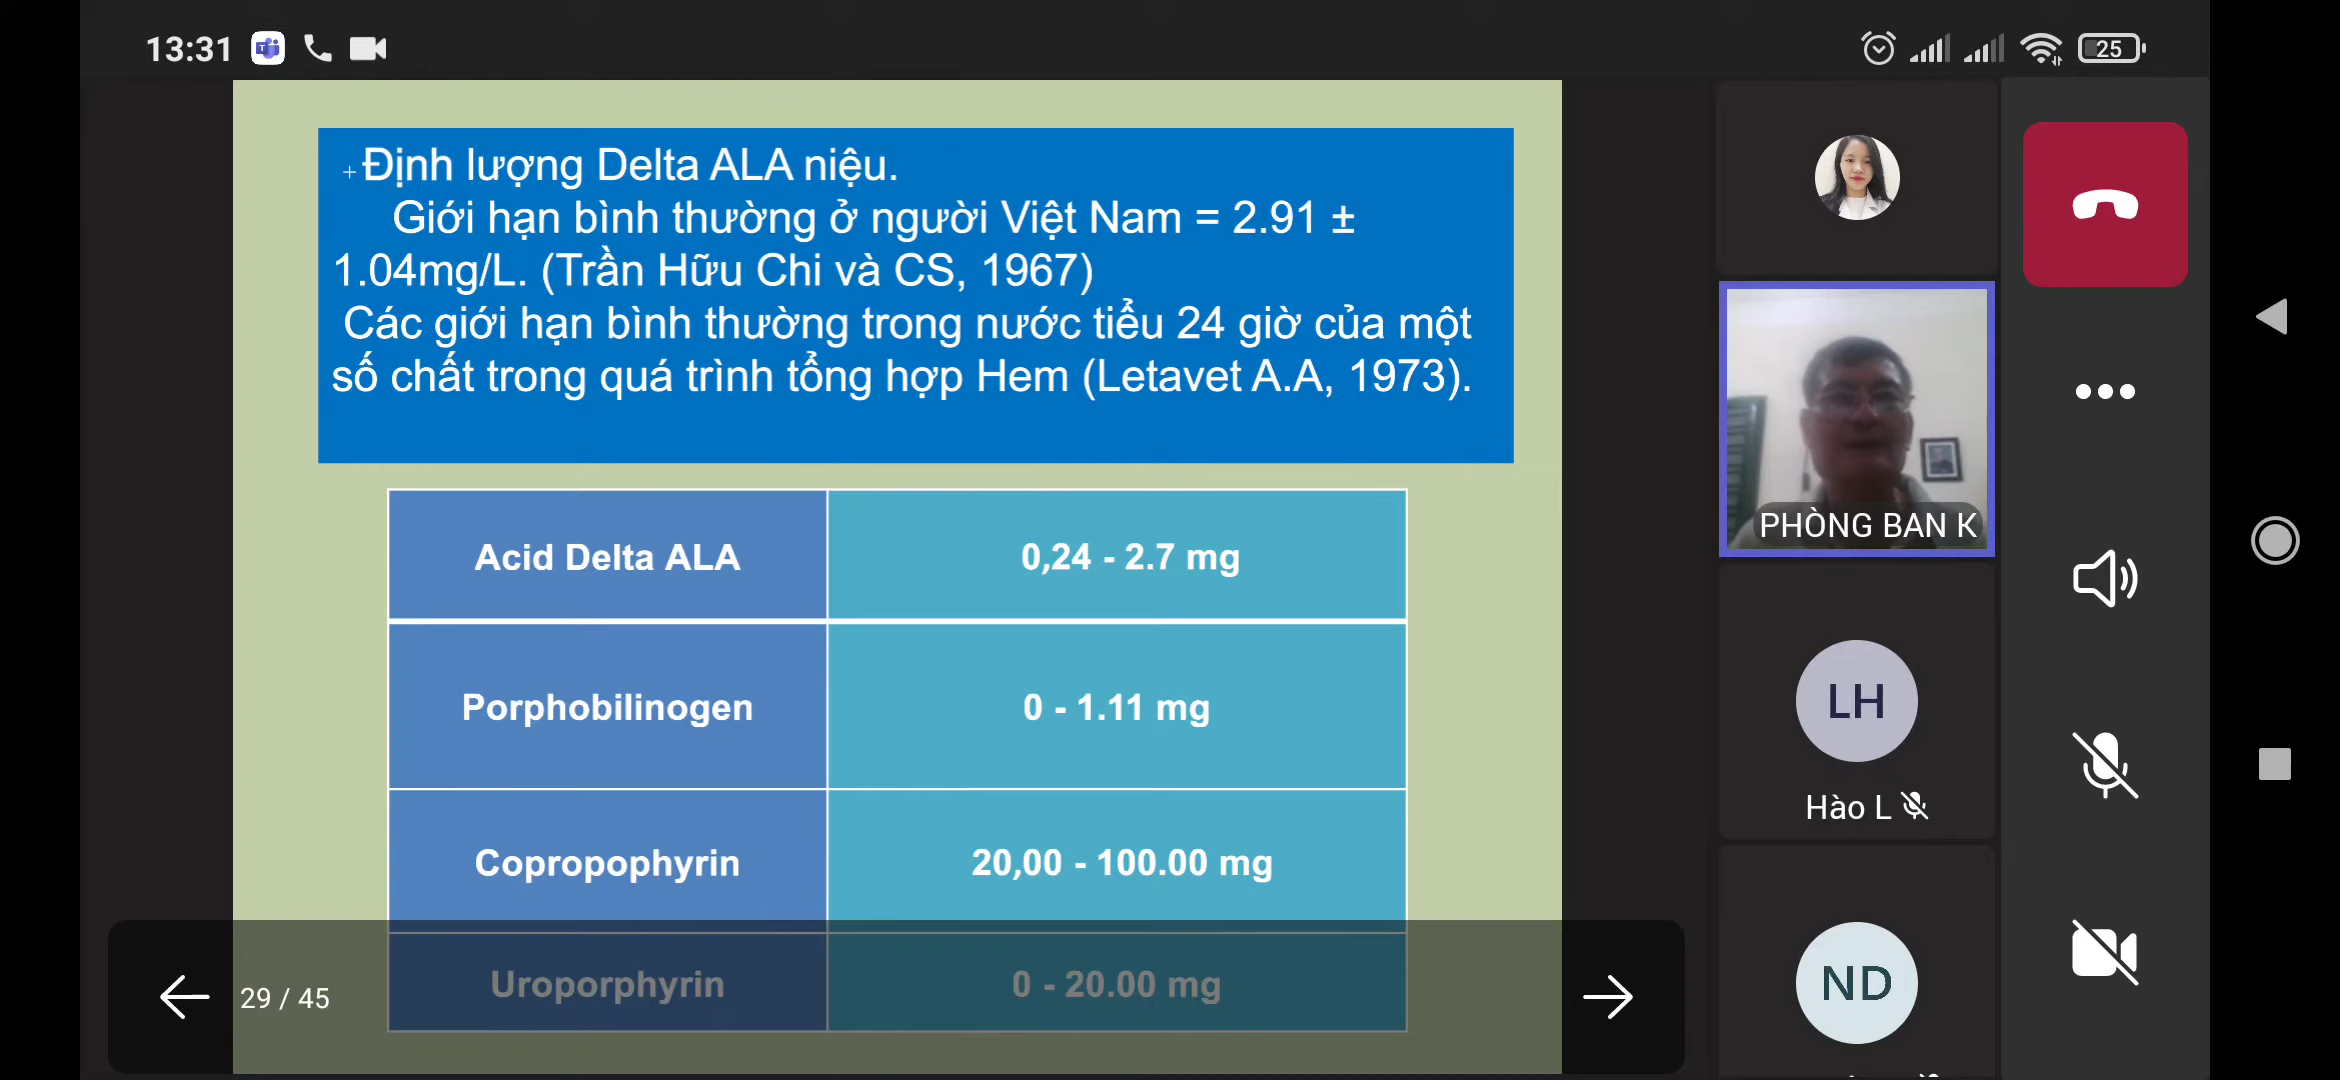 13:31
25
+ Định lượng Delta ALA niệu.
Giới hạn bình thường ở người Việt Nam = 2.91 ±
1.04mg/L. (Trần Hữu Chi và CS, 1967)
Các giới hạn bình thường trong nước tiểu 24 giờ của một
số chất trong quá trình tổng hợp Hem (Letavet A.A, 1973).
Acid Delta ALA 0,24 - 2.7 mg
Porphobilinogen 0 - 1.11 mg
Copropophyrin 20,00 - 100.00 mg
Uroporphyrin 0 - 20.00 mg
29 / 45
PHÒNG BAN K
LH
Hào L
ND